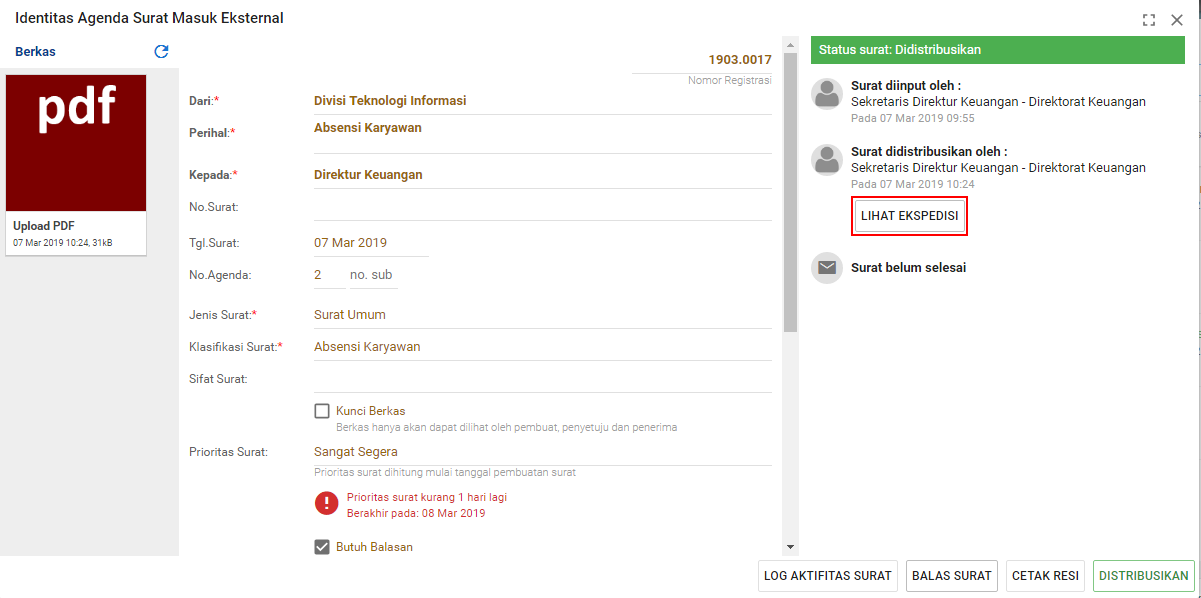 Identitas Agenda Surat Masuk Eksternal
Berkas
pdf
Upload PDF
07 Mar 2019 10:24, 31kB
1903.0017
Nomor Registrasi
Dari:* Divisi Teknologi Informasi
Perihal:* Absensi Karyawan
Kepada:* Direktur Keuangan
No.Surat:
Tgl.Surat: 07 Mar 2019
No.Agenda: 2 no. sub
Jenis Surat:* Surat Umum
Klasifikasi Surat:* Absensi Karyawan
Sifat Surat:
Kunci Berkas
Berkas hanya akan dapat dilihat oleh pembuat, penyetuju dan penerima
Prioritas Surat: Sangat Segera
Prioritas surat dihitung mulai tanggal pembuatan surat
Prioritas surat kurang 1 hari lagi
Berakhir pada: 08 Mar 2019
Butuh Balasan
Status surat: Didistribusikan
Surat diinput oleh :
Sekretaris Direktur Keuangan - Direktorat Keuangan
Pada 07 Mar 2019 09:55
Surat didistribusikan oleh :
Sekretaris Direktur Keuangan - Direktorat Keuangan
Pada 07 Mar 2019 10:24
LIHAT EKSPEDISI
Surat belum selesai
LOG AKTIFITAS SURAT BALAS SURAT CETAK RESI DISTRIBUSIKAN